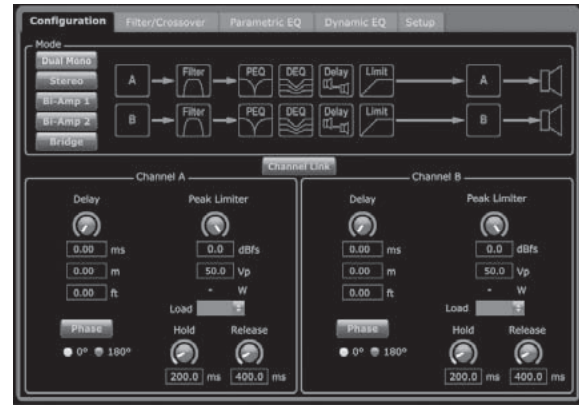 Configuration Filter/Crossover Parametric EQ Dynamic EQ Setup
Mode
Dual Mono
Stereo
Bi-Amp 1
Bi-Amp 2
Bridge
A Filter PEQ DEQ Delay Limit A
B Filter PEQ DEQ Delay Limit B
Channel Link
Channel A
Delay Peak Limiter
0.00 ms 0.0 dBfs
0.00 m 50.0 Vp
0.00 ft - W
Load
Phase Hold Release
0° 180°
200.0 ms 400.0 ms
Channel B
Delay Peak Limiter
0.00 ms 0.0 dBfs
0.00 m 50.0 Vp
0.00 ft - W
Load
Phase Hold Release
0° 180°
200.0 ms 400.0 ms